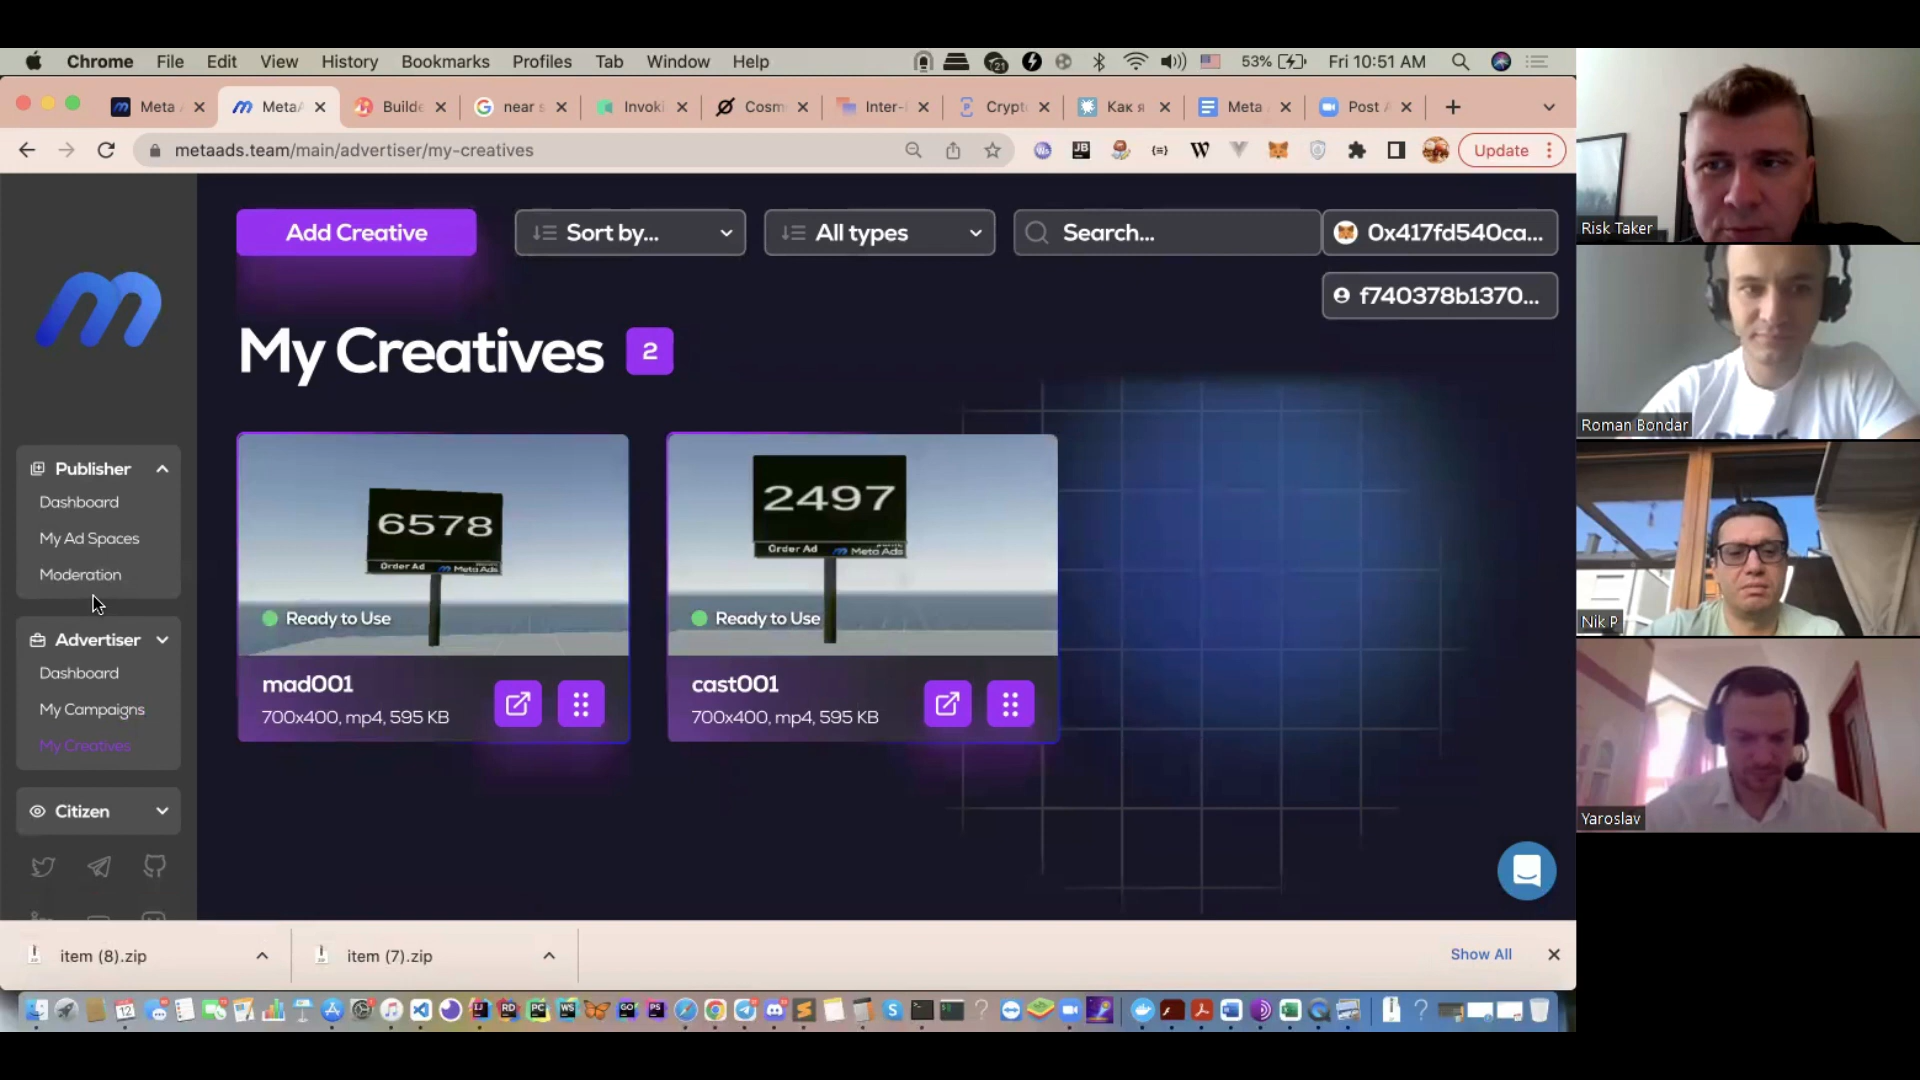 Chrome File Edit View History Bookmarks Profiles Tab Window Help
21 53% Fri 10:51 AM
Meta MetaA Builde near s Invoki Cosm Inter- Crypt Как я Meta Post
metaads.team/main/advertiser/my-creatives
JB
W
Update
Add Creative
Sort by...
All types
Search...
0x417fd540ca...
f740378b1370...
My Creatives 2
Publisher
Dashboard
My Ad Spaces
Moderation
Advertiser
Dashboard
My Campaigns
My Creatives
Citizen
6578
Order Ad Meta Ads
Ready to Use
mad001
700x400, mp4, 595 KB
2497
Order Ad Meta Ads
Ready to Use
cast001
700x400, mp4, 595 KB
item (8).zip
item (7).zip
Show All
Risk Taker
Roman Bondar
Nik P
Yaroslav